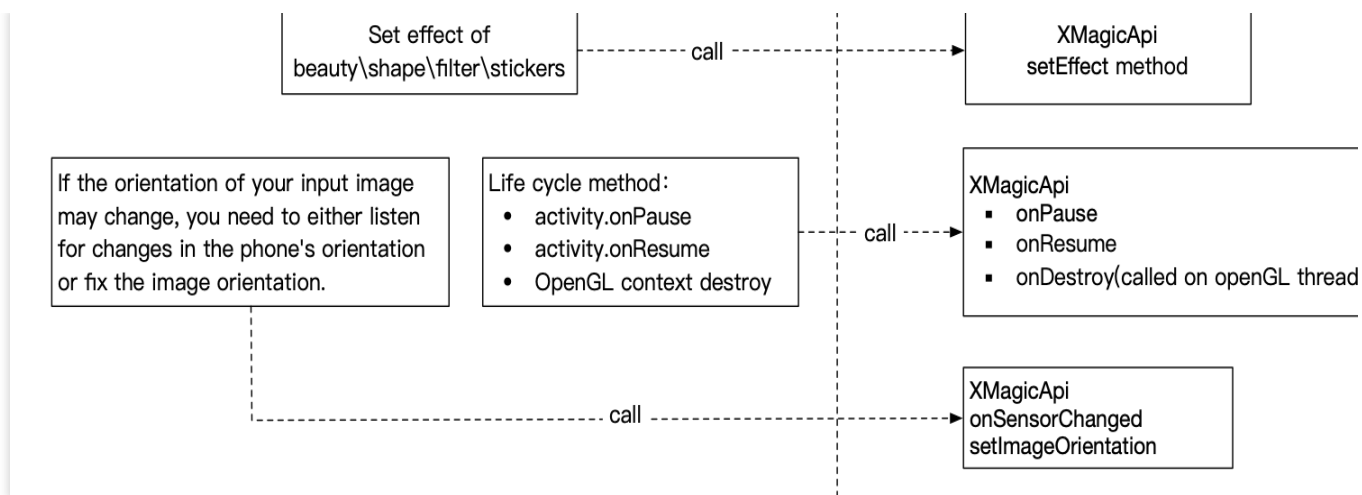 Set effect of
beauty\shape\filter\stickers
call
XMagicApi
setEffect method
If the orientation of your input image
may change, you need to either listen
for changes in the phone's orientation
or fix the image orientation.
Life cycle method:
• activity.onPause
• activity.onResume
• OpenGL context destroy
call
XMagicApi
▪ onPause
▪ onResume
▪ onDestroy(called on openGL thread
call
XMagicApi
onSensorChanged
setImageOrientation